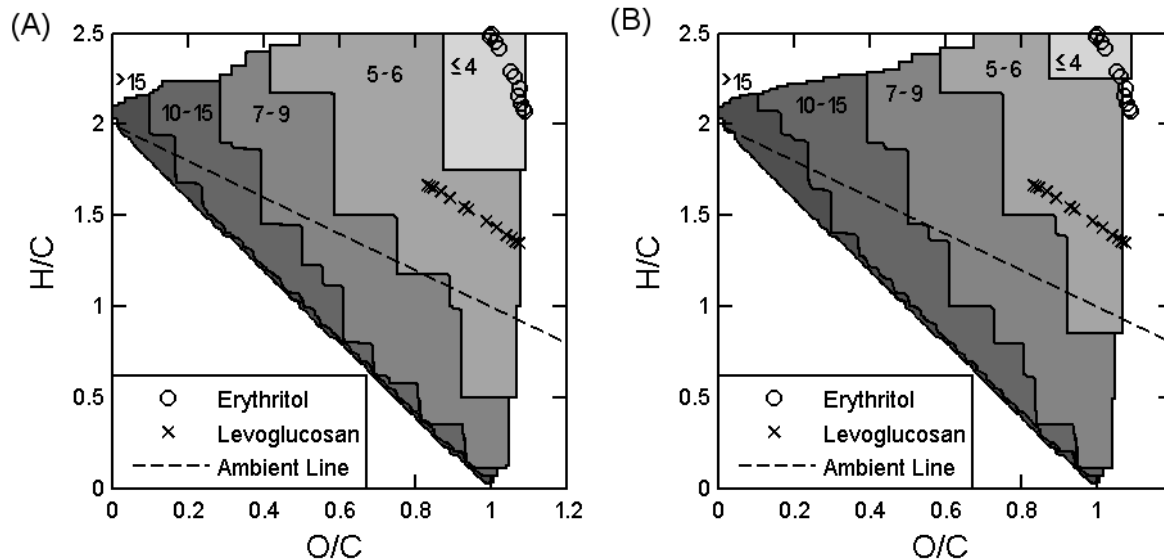 (A)
2.5
2
1.5
1
0.5
0
H/C
>15
10-15
7-9
5-6
≤4
Erythritol
Levoglucosan
Ambient Line
0 0.2 0.4 0.6 0.8 1 1.2
O/C
(B)
2.5
2
1.5
1
0.5
0
H/C
>15
10-15
7-9
5-6
≤4
Erythritol
Levoglucosan
Ambient Line
0 0.2 0.4 0.6 0.8 1
O/C